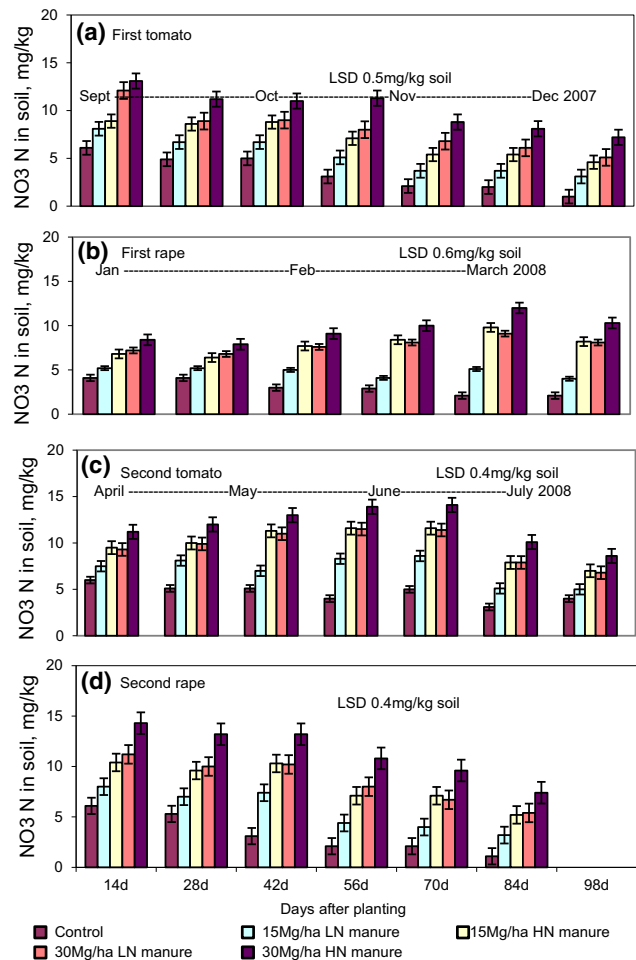 20
(a) First tomato
15
LSD 0.5mg/kg soil
Sept --------------------Oct --------------------Nov --------------------Dec 2007
10
5
0
NO3 N in soil, mg/kg
20
(b) First rape LSD 0.6mg/kg soil
Jan --------------------Feb--------------------March 2008
15
10
5
0
NO3 N in soil, mg/kg
20
(c) Second tomato LSD 0.4mg/kg soil
April --------------------May--------------------June--------------------July 2008
15
10
5
0
NO3 N in soil, mg/kg
20
(d) Second rape
LSD 0.4mg/kg soil
15
10
5
0
NO3 N in soil, mg/kg
14d 28d 42d 56d 70d 84d 98d
Days after planting
Control 15Mg/ha LN manure 15Mg/ha HN manure
30Mg/ha LN manure 30Mg/ha HN manure